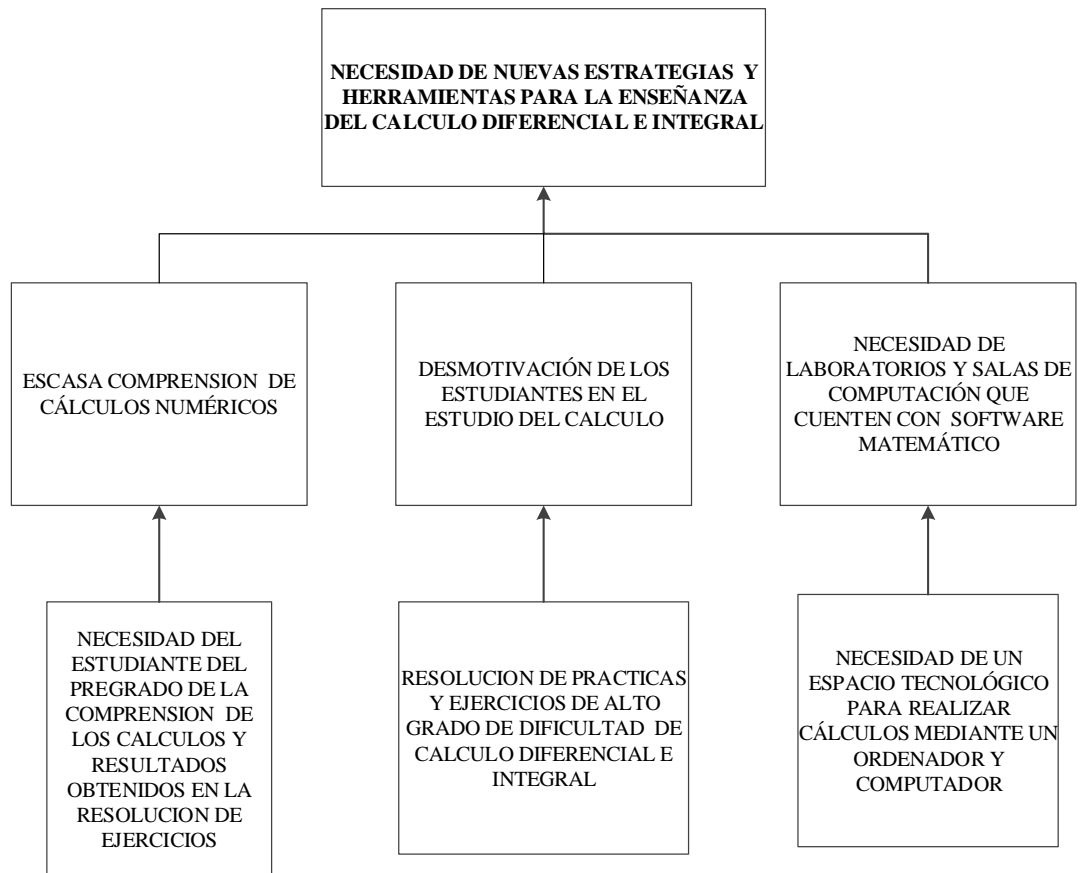 NECESIDAD DE NUEVAS ESTRATEGIAS Y
HERRAMIENTAS PARA LA ENSEÑANZA
DEL CALCULO DIFERENCIAL E INTEGRAL
ESCASA COMPRENSION DE
CÁLCULOS NUMÉRICOS
DESMOTIVACIÓN DE LOS
ESTUDIANTES EN EL
ESTUDIO DEL CALCULO
NECESIDAD DE
LABORATORIOS Y SALAS DE
COMPUTACIÓN QUE
CUENTEN CON SOFTWARE
MATEMÁTICO
NECESIDAD DEL
ESTUDIANTE DEL
PREGRADO DE LA
COMPRENSION DE
LOS CALCULOS Y
RESULTADOS
OBTENIDOS EN LA
RESOLUCION DE
EJERCICIOS
RESOLUCION DE PRACTICAS
Y EJERCICIOS DE ALTO
GRADO DE DIFICULTAD DE
CALCULO DIFERENCIAL E
INTEGRAL
NECESIDAD DE UN
ESPACIO TECNOLÓGICO
PARA REALIZAR
CÁLCULOS MEDIANTE UN
ORDENADOR Y
COMPUTADOR